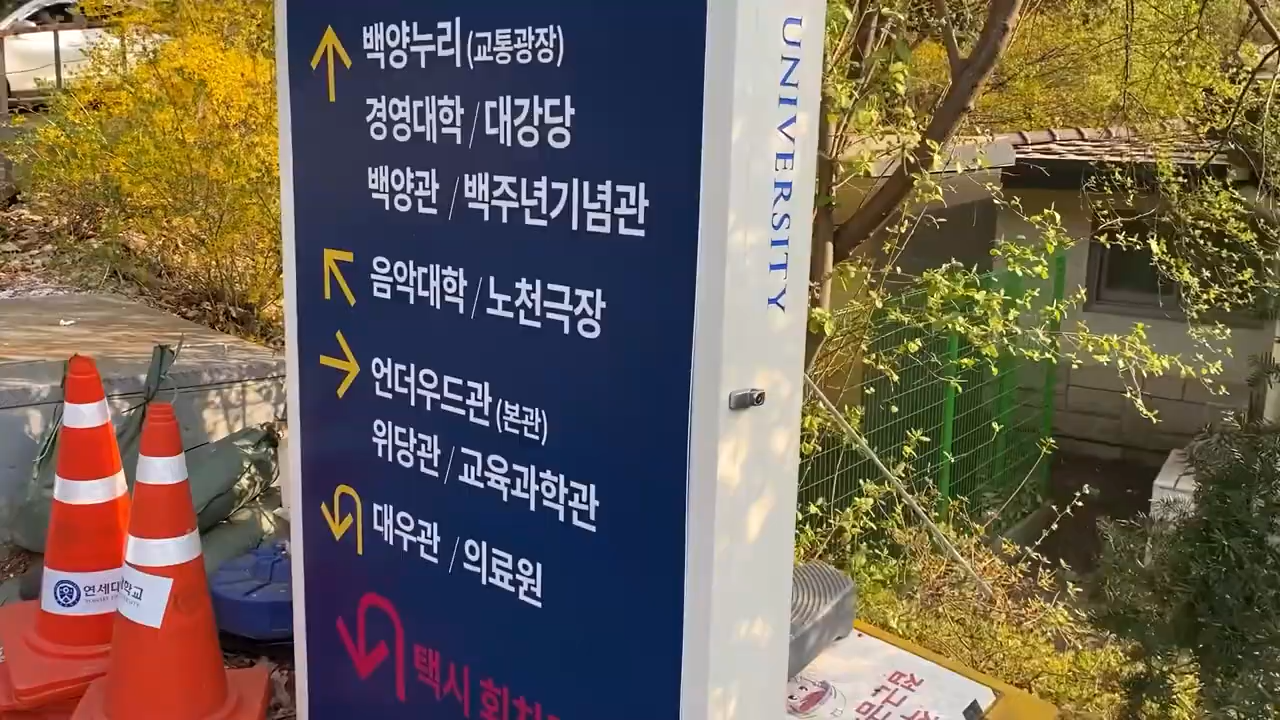 백양누리(교통광장)
경영대학 / 대강당
백양관 / 백주년기념관
음악대학 / 노천극장
언더우드관(본관)
위당관 / 교육과학관
대우관 / 의료원
택시
UNIVERSITY
연세대학교